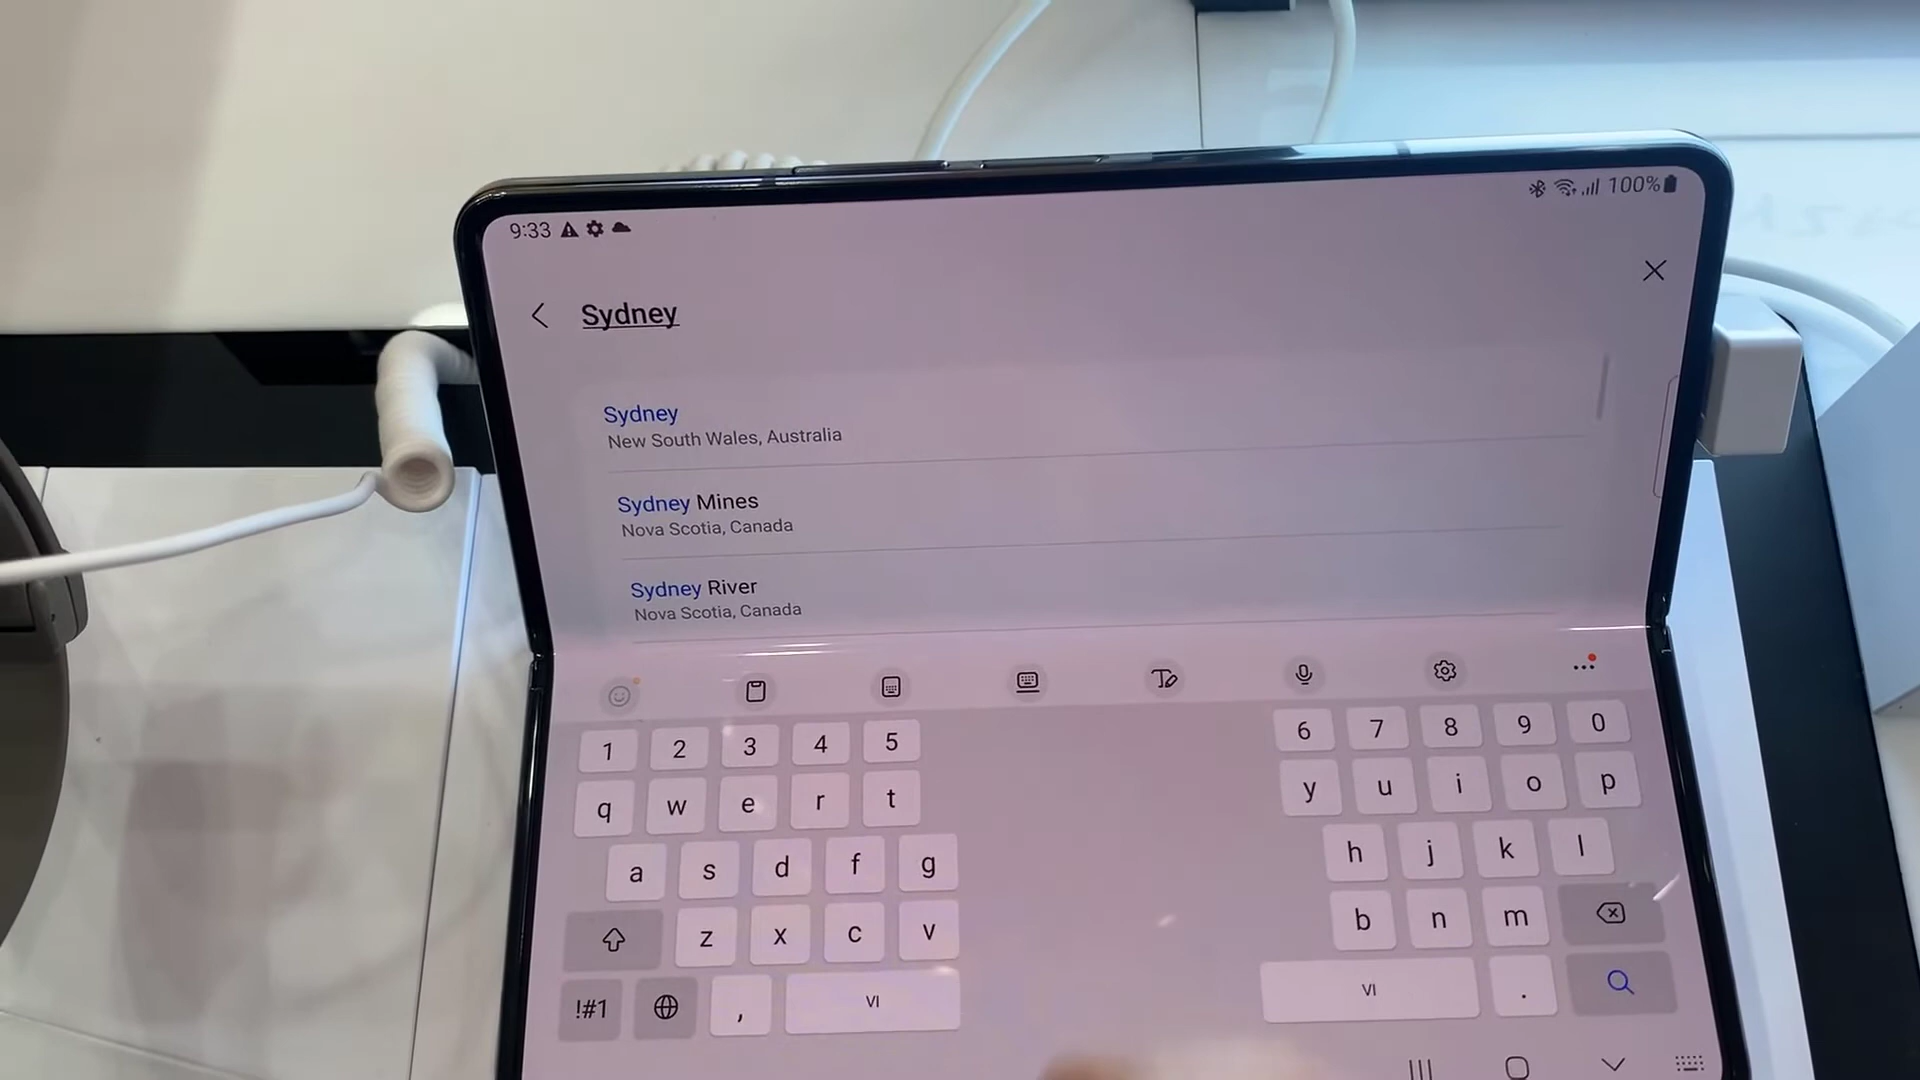 9:33
100%
Sydney
Sydney
New South Wales, Australia
Sydney Mines
Nova Scotia, Canada
Sydney River
Nova Scotia, Canada
1 2 3 4 5 6 7 8 9 0
q w e r t y u i o p
a s d f g h j k l
z x c v b n m
!#1 , VI VI .